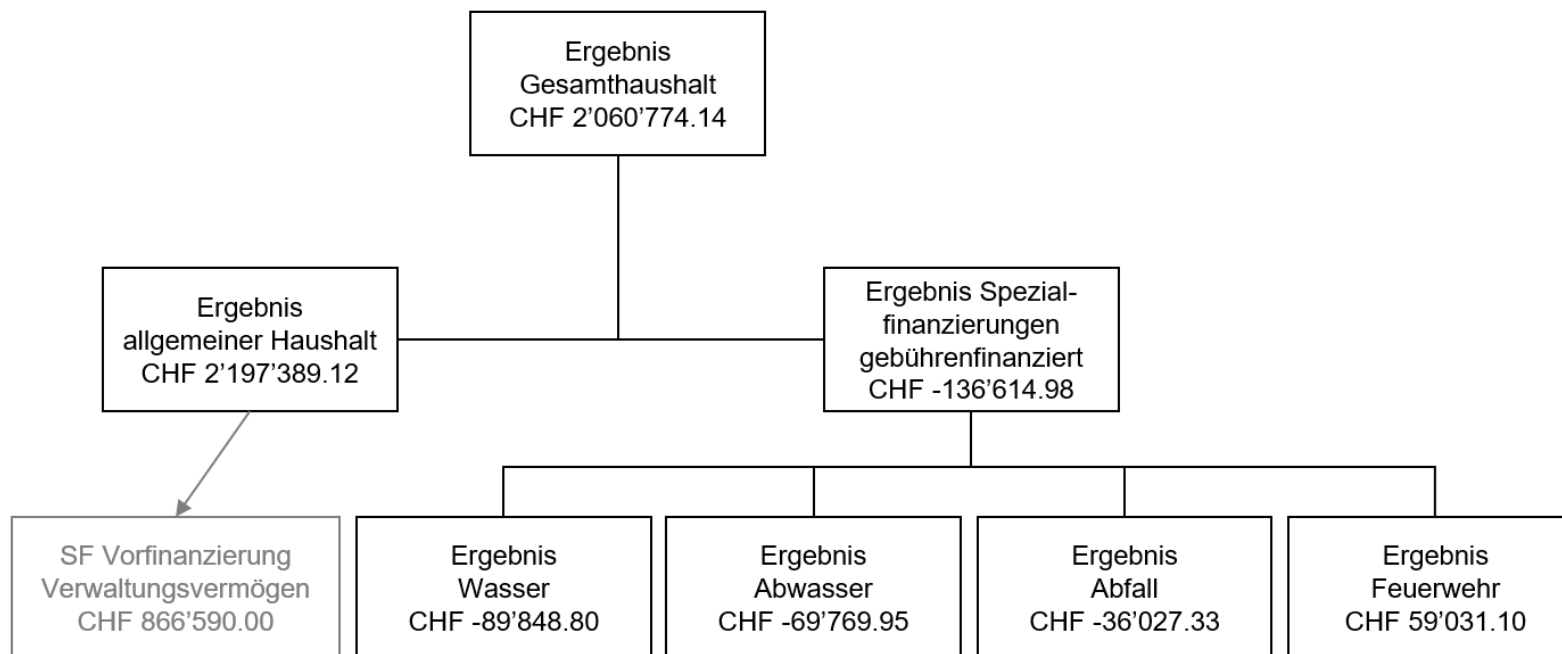 Ergebnis
Gesamthaushalt
CHF 2’060’774.14
Ergebnis
allgemeiner Haushalt
CHF 2’197’389.12
Ergebnis Spezial-
finanzierungen
gebührenfinanziert
CHF -136’614.98
SF Vorfinanzierung
Verwaltungsvermögen
CHF 866’590.00
Ergebnis
Wasser
CHF -89’848.80
Ergebnis
Abwasser
CHF -69’769.95
Ergebnis
Abfall
CHF -36’027.33
Ergebnis
Feuerwehr
CHF 59’031.10